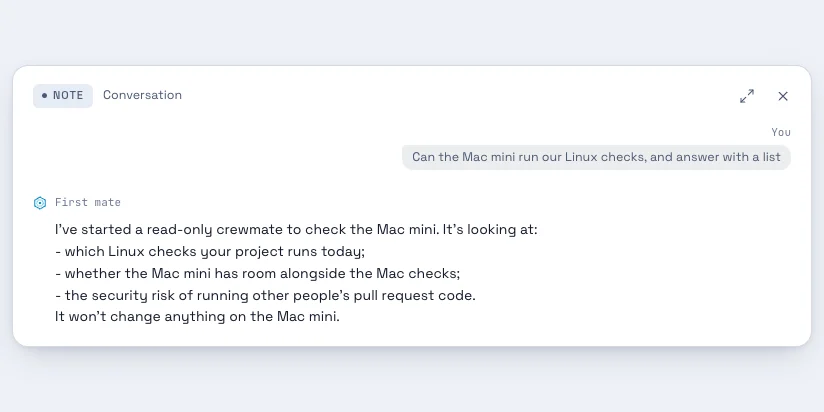 NOTE Conversation
You
Can the Mac mini run our Linux checks, and answer with a list
First mate
I've started a read-only crewmate to check the Mac mini. It's looking at:
- which Linux checks your project runs today;
- whether the Mac mini has room alongside the Mac checks;
- the security risk of running other people's pull request code.
It won't change anything on the Mac mini.